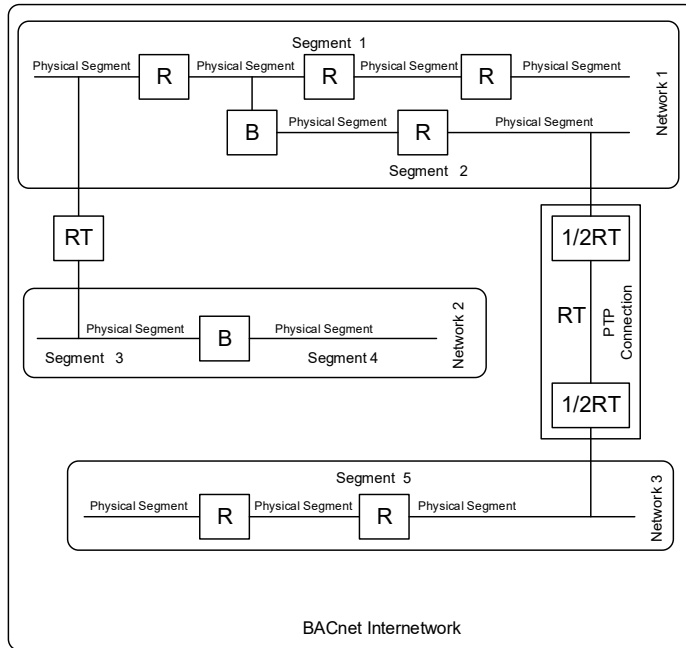 Segment 1
Physical Segment R Physical Segment R Physical Segment R Physical Segment
B Physical Segment R Physical Segment
Segment 2
Network 1
RT
1/2RT
RT
PTP
Connection
1/2RT
Physical Segment B Physical Segment
Segment 3
Segment 4
Network 2
Segment 5
Physical Segment R Physical Segment R Physical Segment
Network 3
BACnet Internetwork